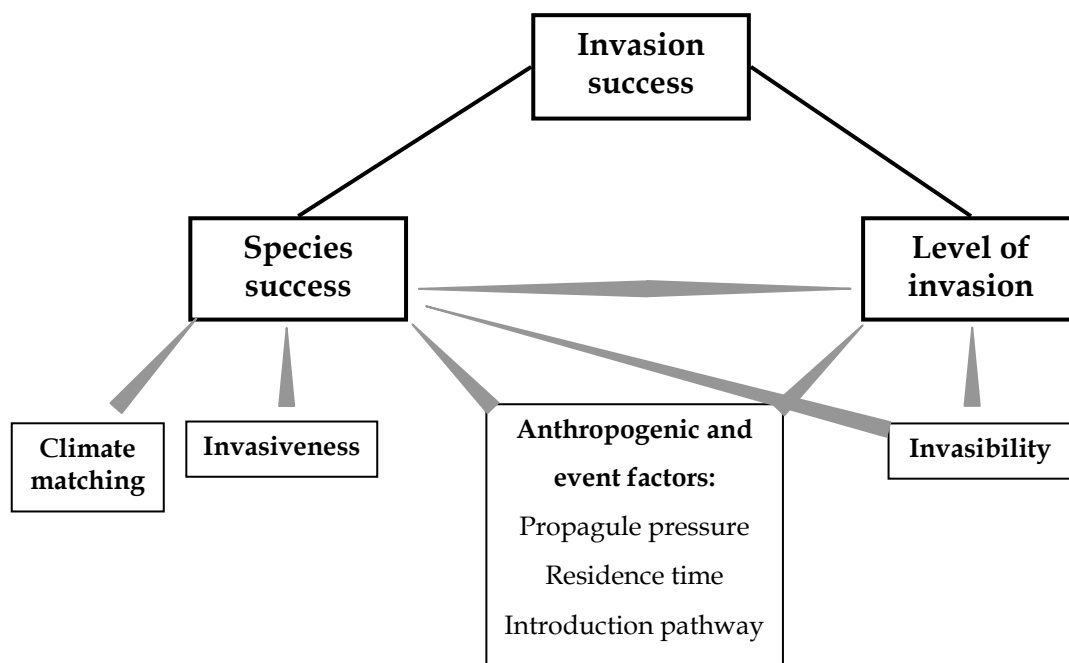 Invasion
success
Species
success
Level of
invasion
Climate
matching
Invasiveness
Anthropogenic and
event factors:
Propagule pressure
Residence time
Introduction pathway
Invasibility